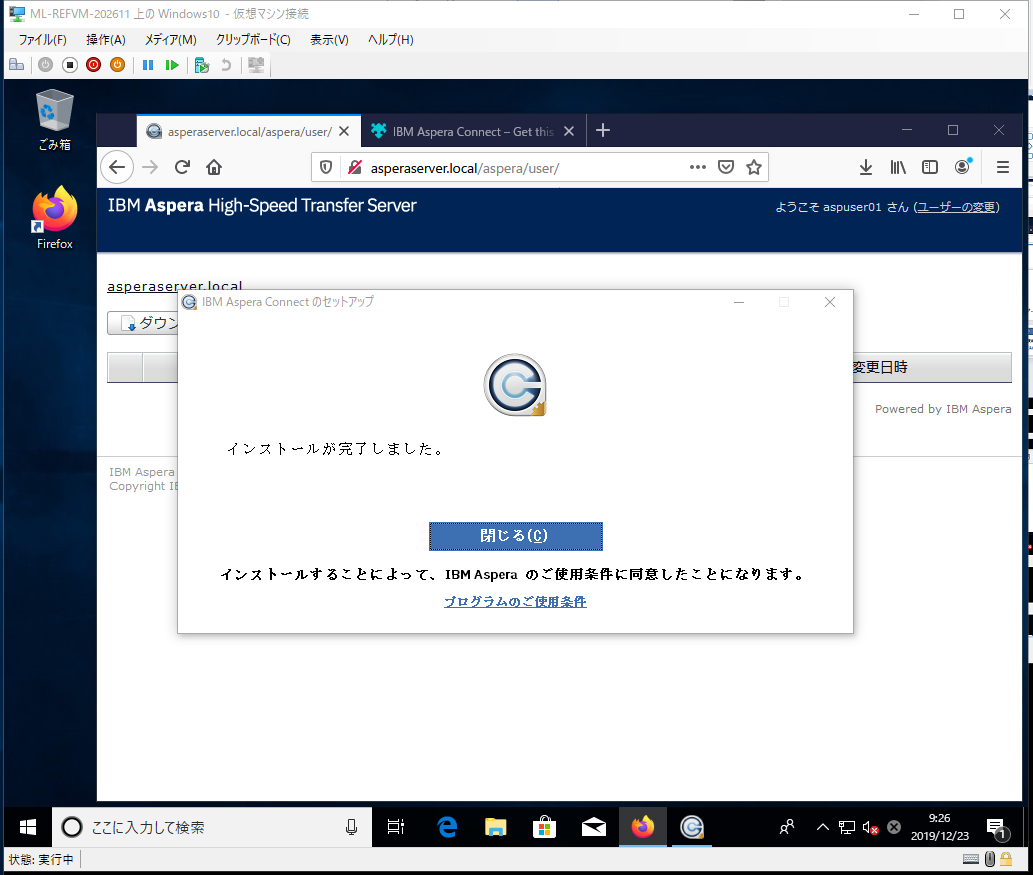 ML-REFVM-202611 上の Windows10 - 仮想マシン接続
ファイル(F) 操作(A) メディア(M) クリップボード(C) 表示(V) ヘルプ(H)
ごみ箱
Firefox
asperaserver.local/aspera/user/
IBM Aspera Connect – Get this
asperaserver.local/aspera/user/
IBM Aspera High-Speed Transfer Server
ようこそ aspuser01 さん (ユーザーの変更)
asperaserver.local
IBM Aspera Connect のセットアップ
ダウン
変更日時
Powered by IBM Aspera
インストールが完了しました。
IBM Aspera
Copyright IB
閉じる(C)
インストールすることによって、IBM Aspera のご使用条件に同意したことになります。
プログラムのご使用条件
ここに入力して検索
9:26
2019/12/23
1
状態: 実行中